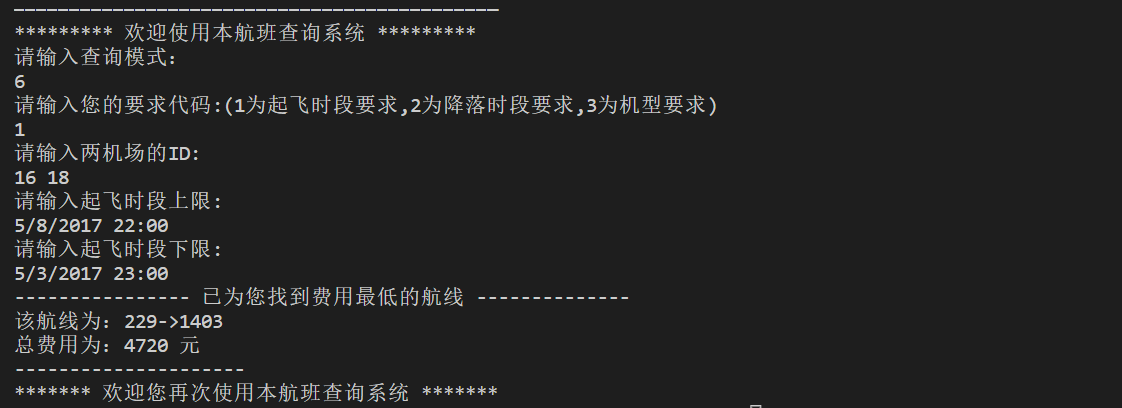 --------------------------------------------
********* 欢迎使用本航班查询系统 *********
请输入查询模式:
6
请输入您的要求代码:(1为起飞时段要求,2为降落时段要求,3为机型要求)
1
请输入两机场的ID:
16 18
请输入起飞时段上限:
5/8/2017 22:00
请输入起飞时段下限:
5/3/2017 23:00
---------------- 已为您找到费用最低的航线 --------------
该航线为: 229->1403
总费用为: 4720 元
---------------------
******* 欢迎您再次使用本航班查询系统 *******